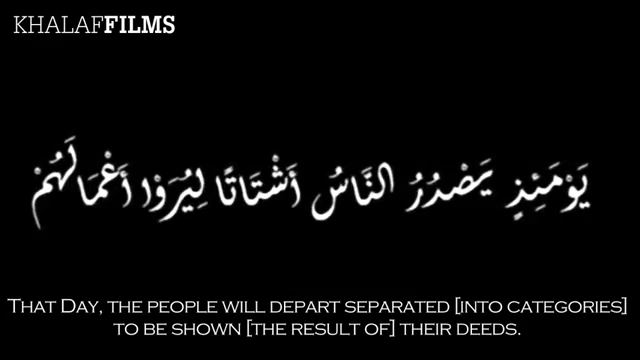 KHALAFFILMS
يَوْمَئِذٍ يَصْدُرُ النَّاسُ أَشْتَاتًا لِيُرَوْا أَعْمَالَهُمْ
THAT DAY, THE PEOPLE WILL DEPART SEPARATED [INTO CATEGORIES]
TO BE SHOWN [THE RESULT OF] THEIR DEEDS.